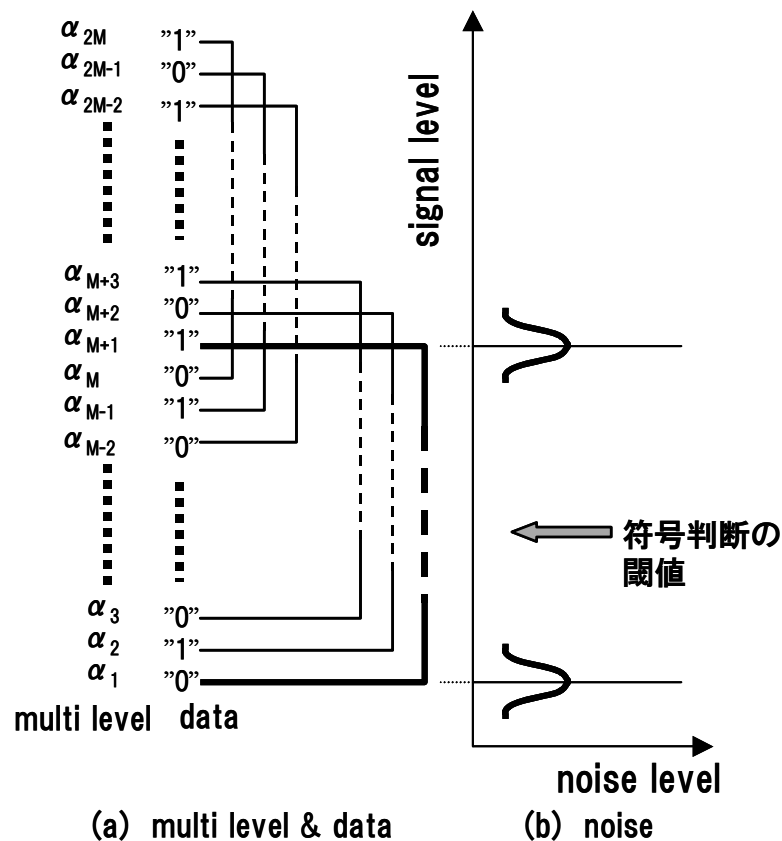 α2M ”1”
α2M-1 ”0”
α2M-2 ”1”
αM+3 ”1”
αM+2 ”0”
αM+1 ”1”
αM ”0”
αM-1 ”1”
αM-2 ”0”
α3 ”0”
α2 ”1”
α1 ”0”
multi level data
(a) multi level & data
signal level
符号判断の
閾値
noise level
(b) noise